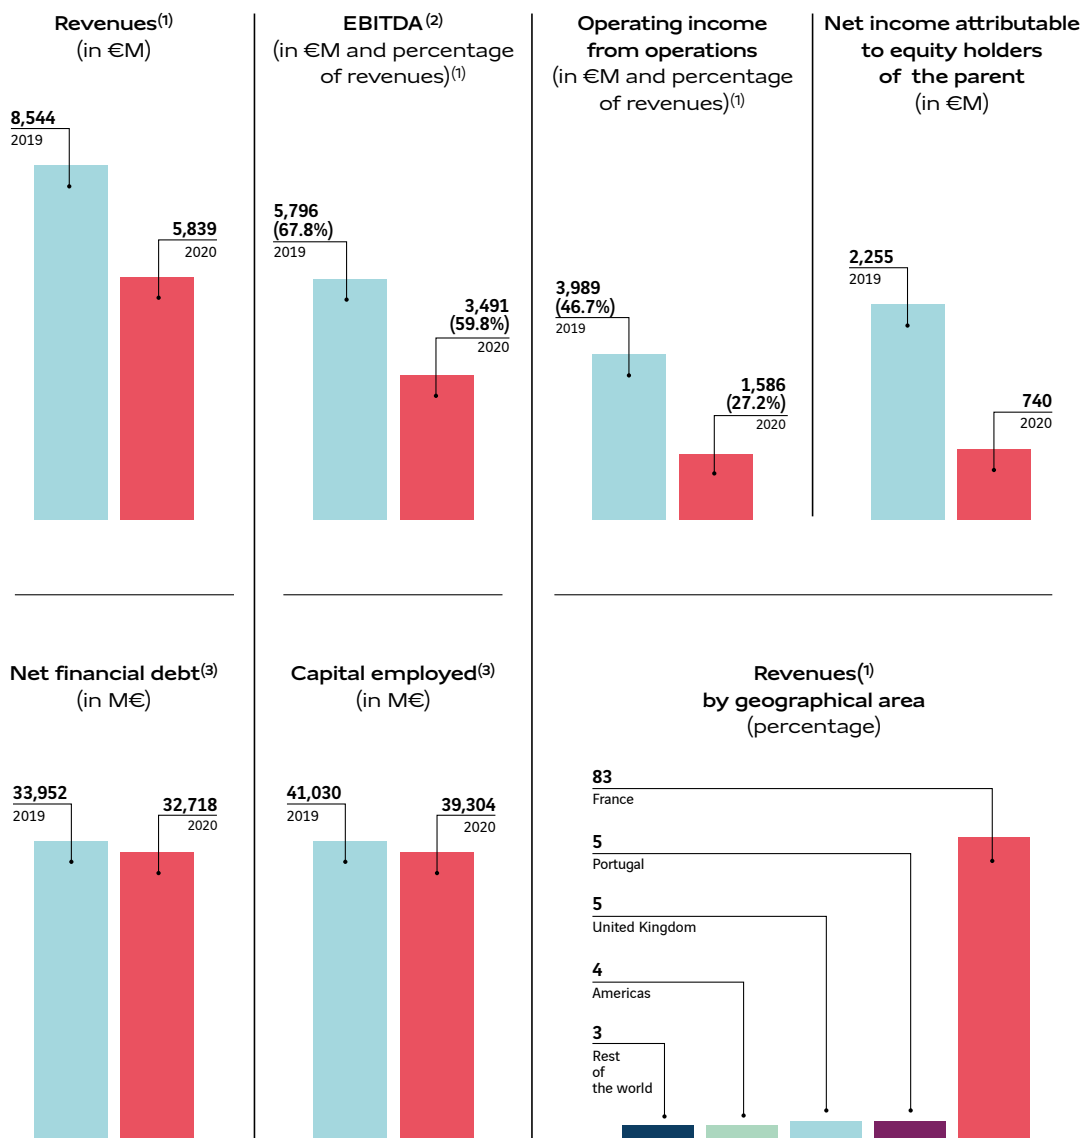 Revenues(1)
(in €M)
8,544
2019
5,839
2020
EBITDA(2)
(in €M and percentage
of revenues)(1)
5,796
(67.8%)
2019
3,491
(59.8%)
2020
Operating income
from operations
(in €M and percentage
of revenues)(1)
3,989
(46.7%)
2019
1,586
(27.2%)
2020
Net income attributable
to equity holders
of the parent
(in €M)
2,255
2019
740
2020
Net financial debt(3)
(in M€)
33,952
2019
32,718
2020
Capital employed(3)
(in M€)
41,030
2019
39,304
2020
Revenues(1)
by geographical area
(percentage)
83
France
5
Portugal
5
United Kingdom
4
Americas
3
Rest
of
the world